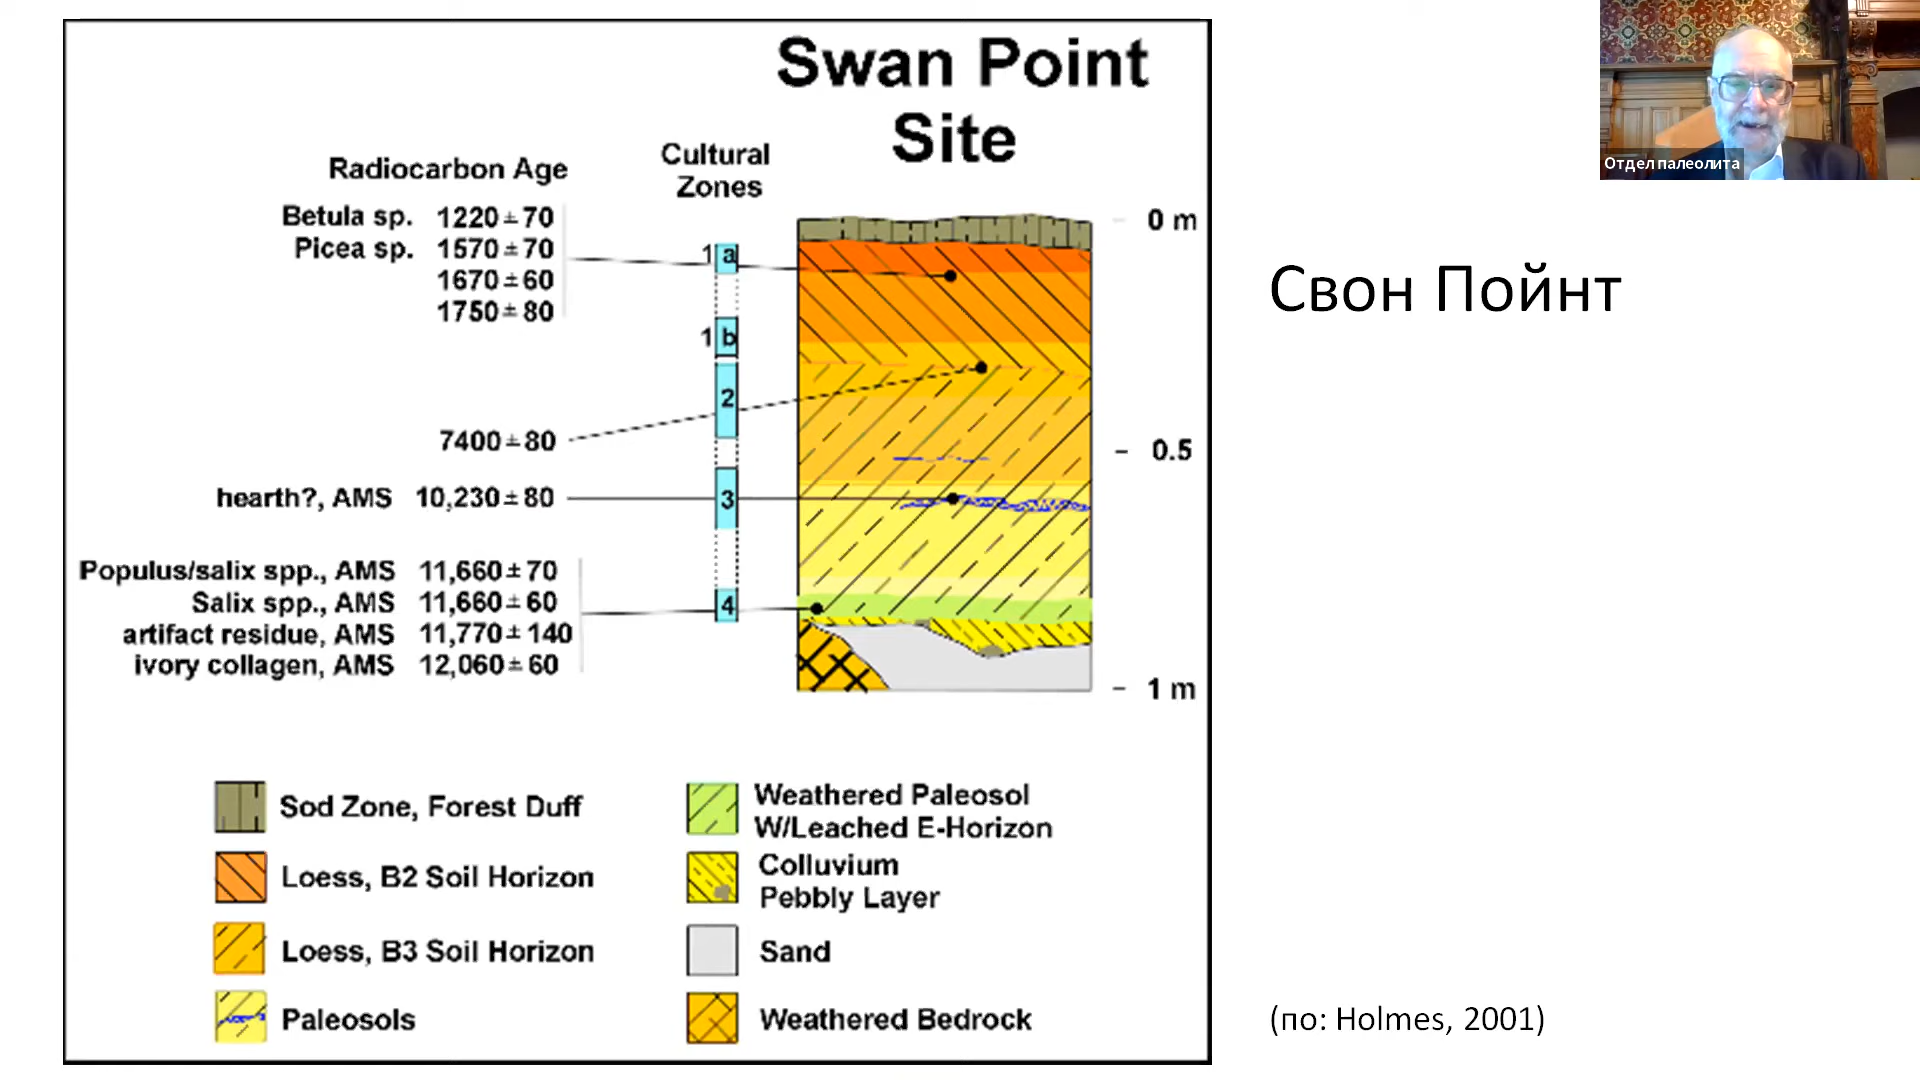 Swan Point
Site
Radiocarbon Age
Cultural
Zones
Betula sp. 1220 ± 70
Picea sp. 1570 ± 70
1670 ± 60
1750 ± 80
7400 ± 80
hearth?, AMS 10,230 ± 80
Populus/salix spp., AMS 11,660 ± 70
Salix spp., AMS 11,660 ± 60
artifact residue, AMS 11,770 ± 140
ivory collagen, AMS 12,060 ± 60
1 a
1 b
2
3
4
0 m
0.5
1 m
Sod Zone, Forest Duff
Loess, B2 Soil Horizon
Loess, B3 Soil Horizon
Paleosols
Weathered Paleosol
W/Leached E-Horizon
Colluvium
Pebbly Layer
Sand
Weathered Bedrock
Отдел палеолита
Свон Пойнт
(по: Holmes, 2001)